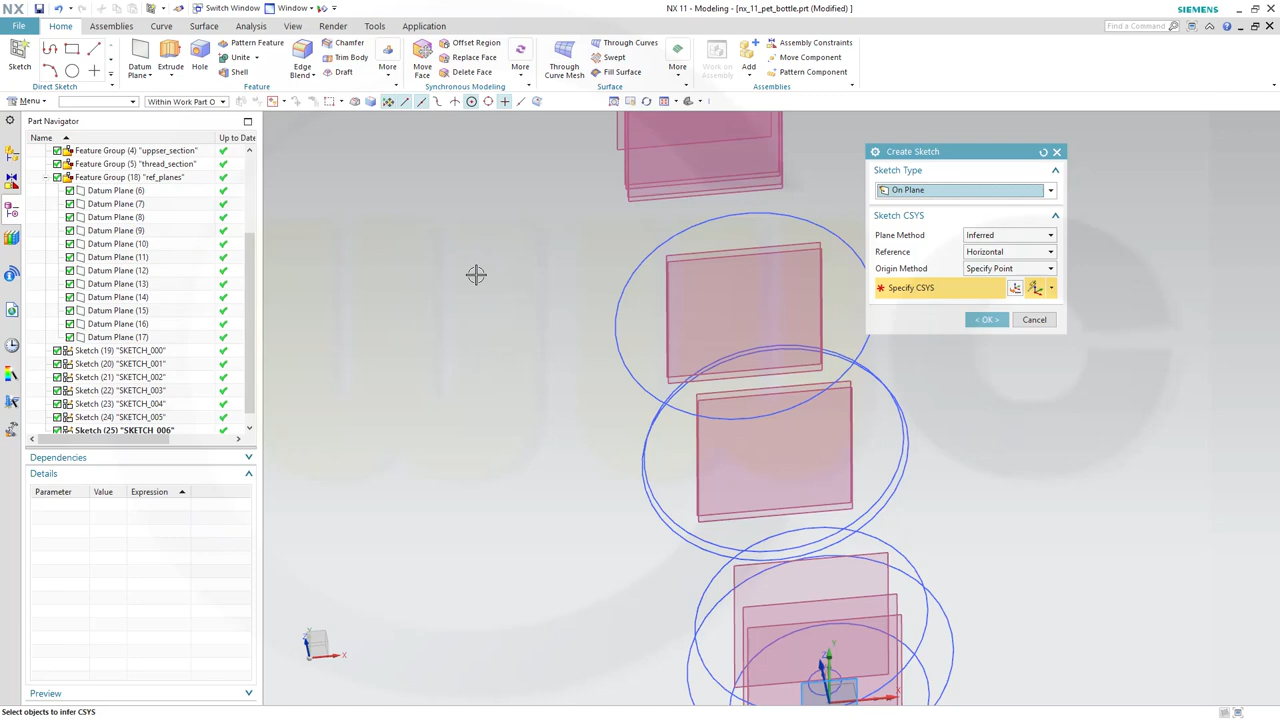 NX
Switch Window
Window
NX 11 - Modeling - [nx_11_pet_bottle.prt (Modified) ]
SIEMENS
File
Home
Assemblies
Curve
Surface
Analysis
View
Render
Tools
Application
Find a Command
Sketch
Direct Sketch
Datum Plane
Extrude
Hole
Pattern Feature
Unite
Shell
Edge Blend
Chamfer
Trim Body
Draft
More
Feature
Move Face
Offset Region
Replace Face
Delete Face
More
Synchronous Modeling
Through Curve Mesh
Through Curves
Swept
Fill Surface
More
Surface
Work on Assembly
Add
Assembly Constraints
Move Component
Pattern Component
Assemblies
Menu
Within Work Part O
Part Navigator
Name
Up to Date
Feature Group (4) "uppser_section"
Feature Group (5) "thread_section"
Feature Group (18) "ref_planes"
Datum Plane (6)
Datum Plane (7)
Datum Plane (8)
Datum Plane (9)
Datum Plane (10)
Datum Plane (11)
Datum Plane (12)
Datum Plane (13)
Datum Plane (14)
Datum Plane (15)
Datum Plane (16)
Datum Plane (17)
Sketch (19) "SKETCH_000"
Sketch (20) "SKETCH_001"
Sketch (21) "SKETCH_002"
Sketch (22) "SKETCH_003"
Sketch (23) "SKETCH_004"
Sketch (24) "SKETCH_005"
Sketch (25) "SKETCH_006"
Dependencies
Details
Parameter
Value
Expression
Preview
Create Sketch
Sketch Type
On Plane
Sketch CSYS
Plane Method
Inferred
Reference
Horizontal
Origin Method
Specify Point
Specify CSYS
< OK >
Cancel
Y
Z
X
Y
Z
X
Select objects to infer CSYS